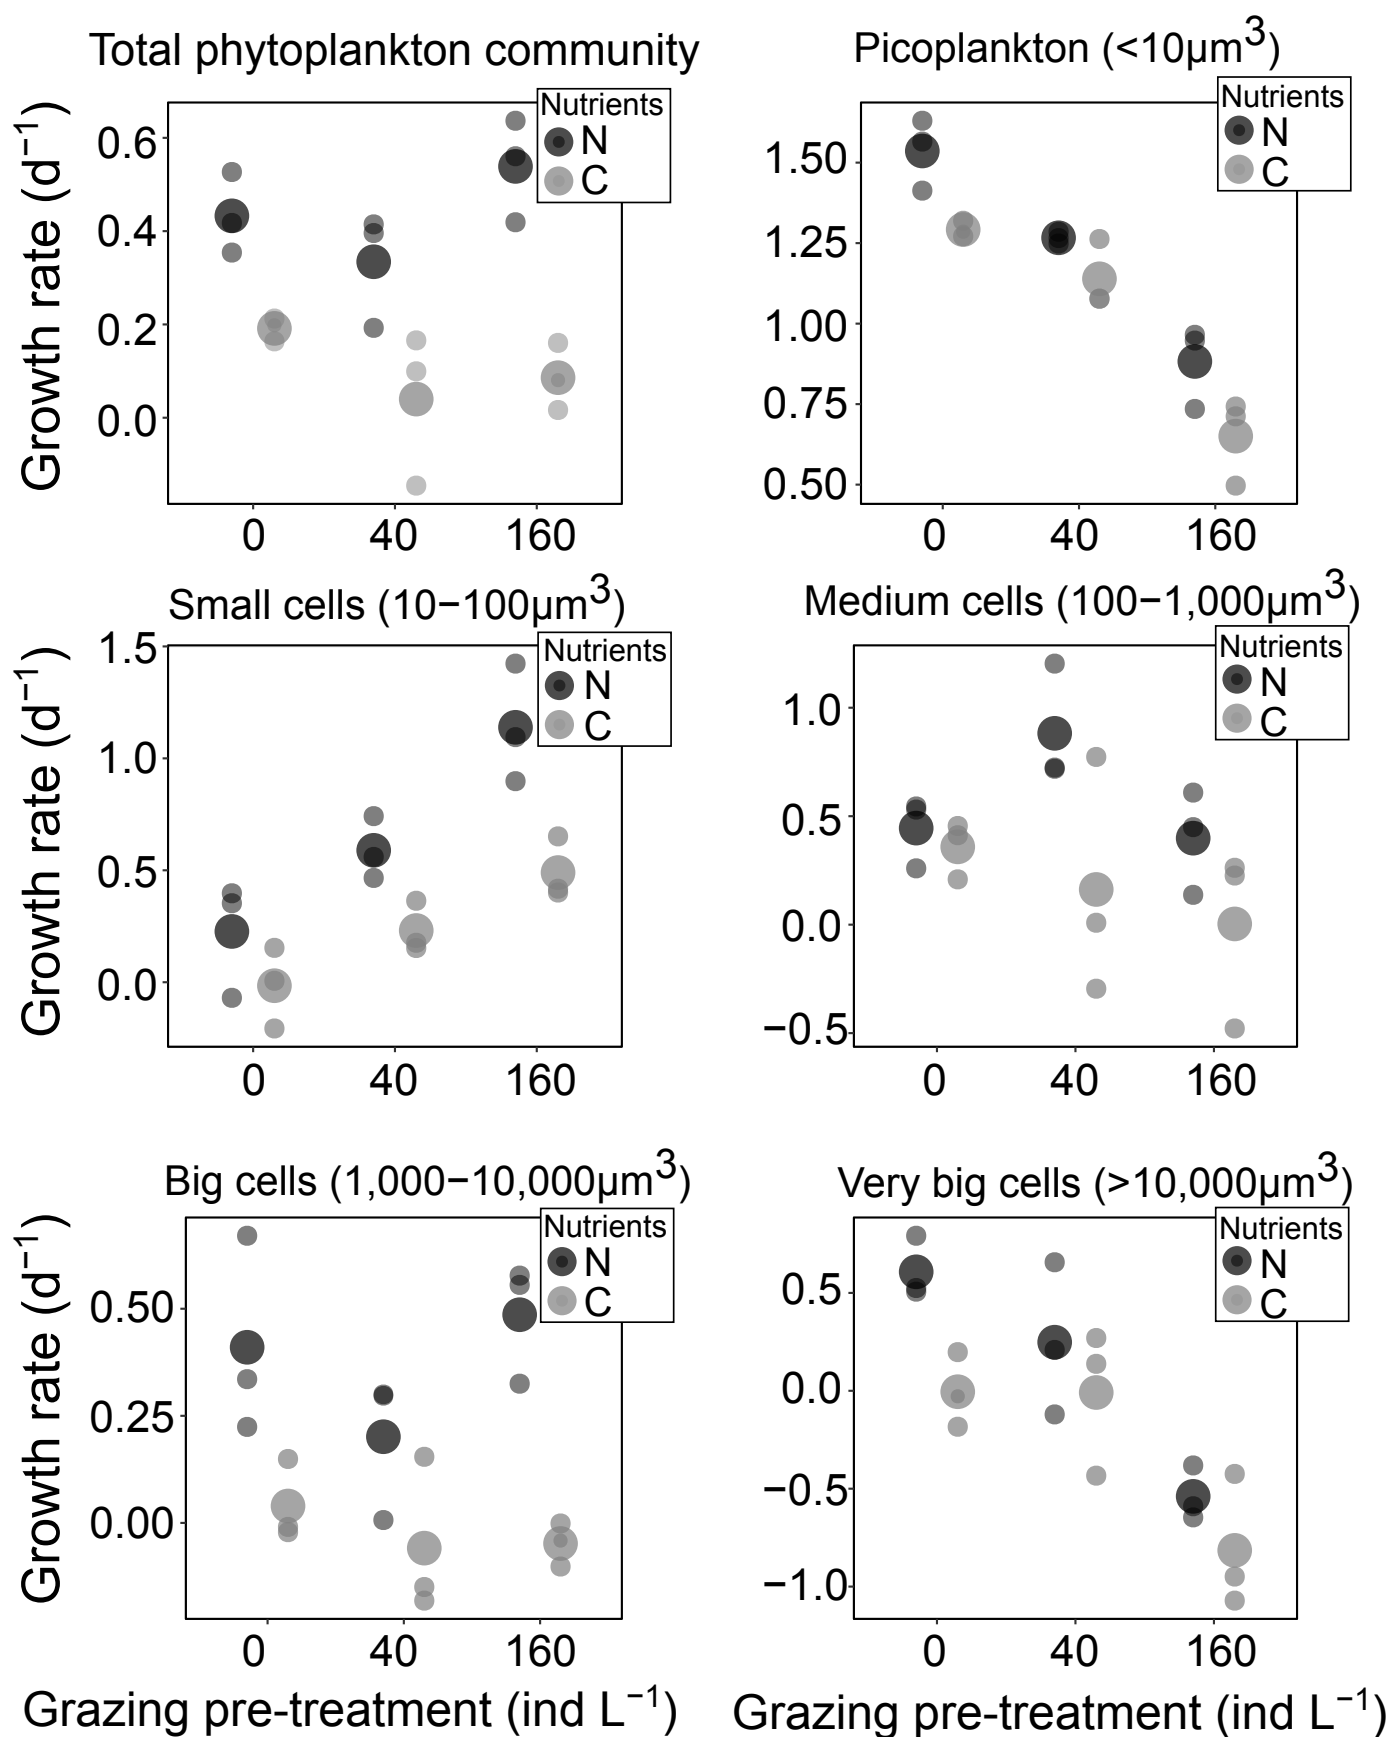 Total phytoplankton community
Growth rate (d⁻¹)
0.6
0.4
0.2
0.0
0 40 160
Nutrients
N
C
Picoplankton (<10µm³)
1.50
1.25
1.00
0.75
0.50
0 40 160
Nutrients
N
C
Small cells (10−100µm³)
Growth rate (d⁻¹)
1.5
1.0
0.5
0.0
0 40 160
Nutrients
N
C
Medium cells (100−1,000µm³)
1.0
0.5
0.0
−0.5
0 40 160
Nutrients
N
C
Big cells (1,000−10,000µm³)
Growth rate (d⁻¹)
0.50
0.25
0.00
0 40 160
Nutrients
N
C
Grazing pre-treatment (ind L⁻¹)
Very big cells (>10,000µm³)
0.5
0.0
−0.5
−1.0
0 40 160
Nutrients
N
C
Grazing pre-treatment (ind L⁻¹)